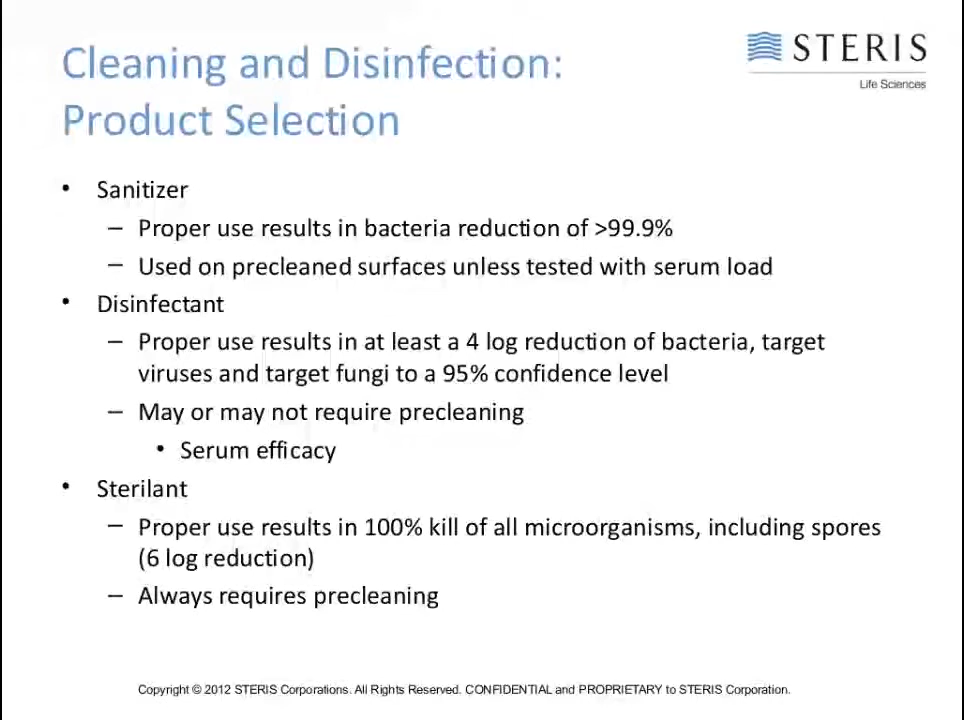 Cleaning and Disinfection:
Product Selection
STERIS
Life Sciences
• Sanitizer
– Proper use results in bacteria reduction of >99.9%
– Used on precleaned surfaces unless tested with serum load
• Disinfectant
– Proper use results in at least a 4 log reduction of bacteria, target
viruses and target fungi to a 95% confidence level
– May or may not require precleaning
• Serum efficacy
• Sterilant
– Proper use results in 100% kill of all microorganisms, including spores
(6 log reduction)
– Always requires precleaning
Copyright © 2012 STERIS Corporations. All Rights Reserved. CONFIDENTIAL and PROPRIETARY to STERIS Corporation.